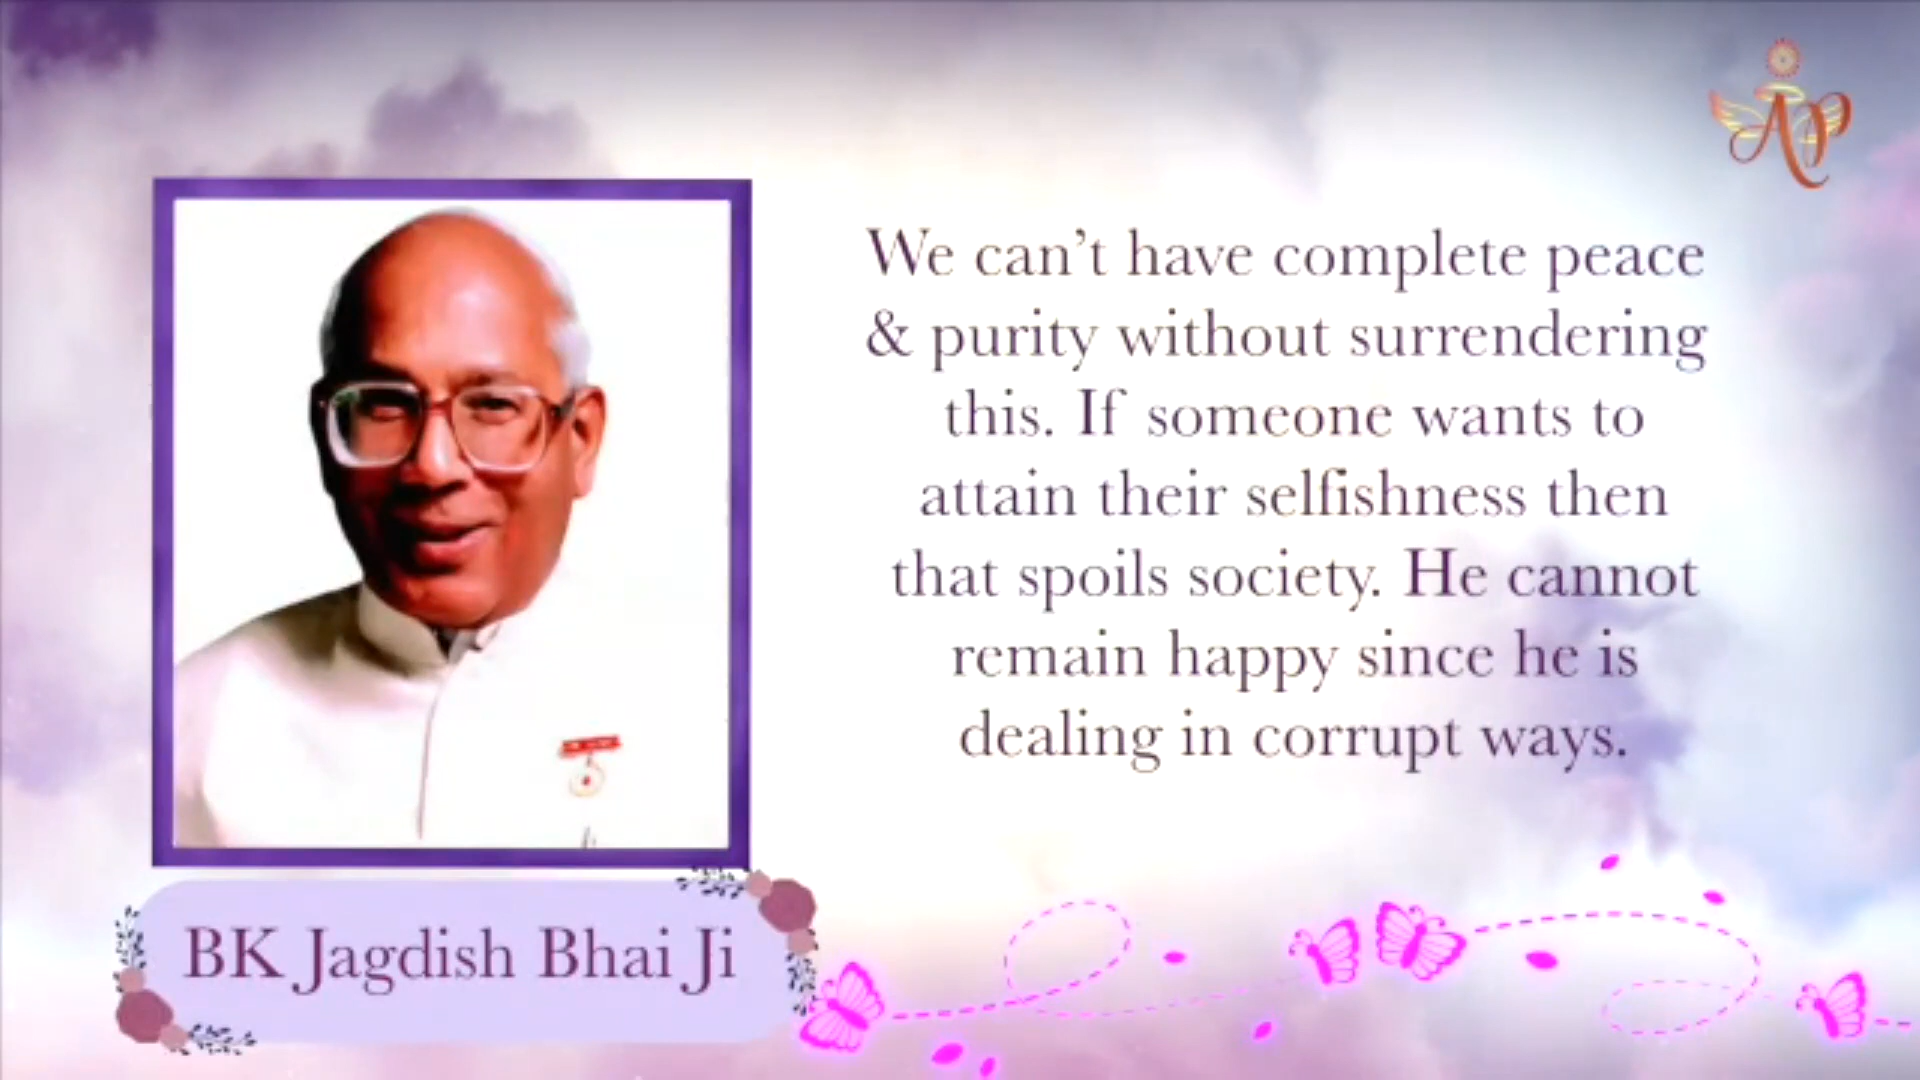 AP
We can’t have complete peace
& purity without surrendering
this. If someone wants to
attain their selfishness then
that spoils society. He cannot
remain happy since he is
dealing in corrupt ways.
BK Jagdish Bhai Ji